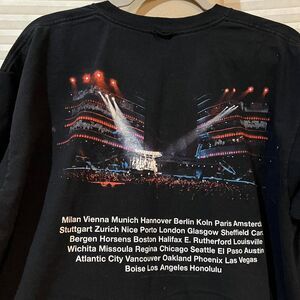 Milan Vienna Munich Hannover Berlin Koln Paris Amsterd
Stuttgart Zurich Nice Porto London Glasgow Sheffield Car
Bergen Horsens Boston Halifax E. Rutherford Louisville
Wichita Missoula Regina Chicago Seattle El Paso Austin
Atlantic City Vancouver Oakland Phoenix Las Vegas
Boise Los Angeles Honolulu